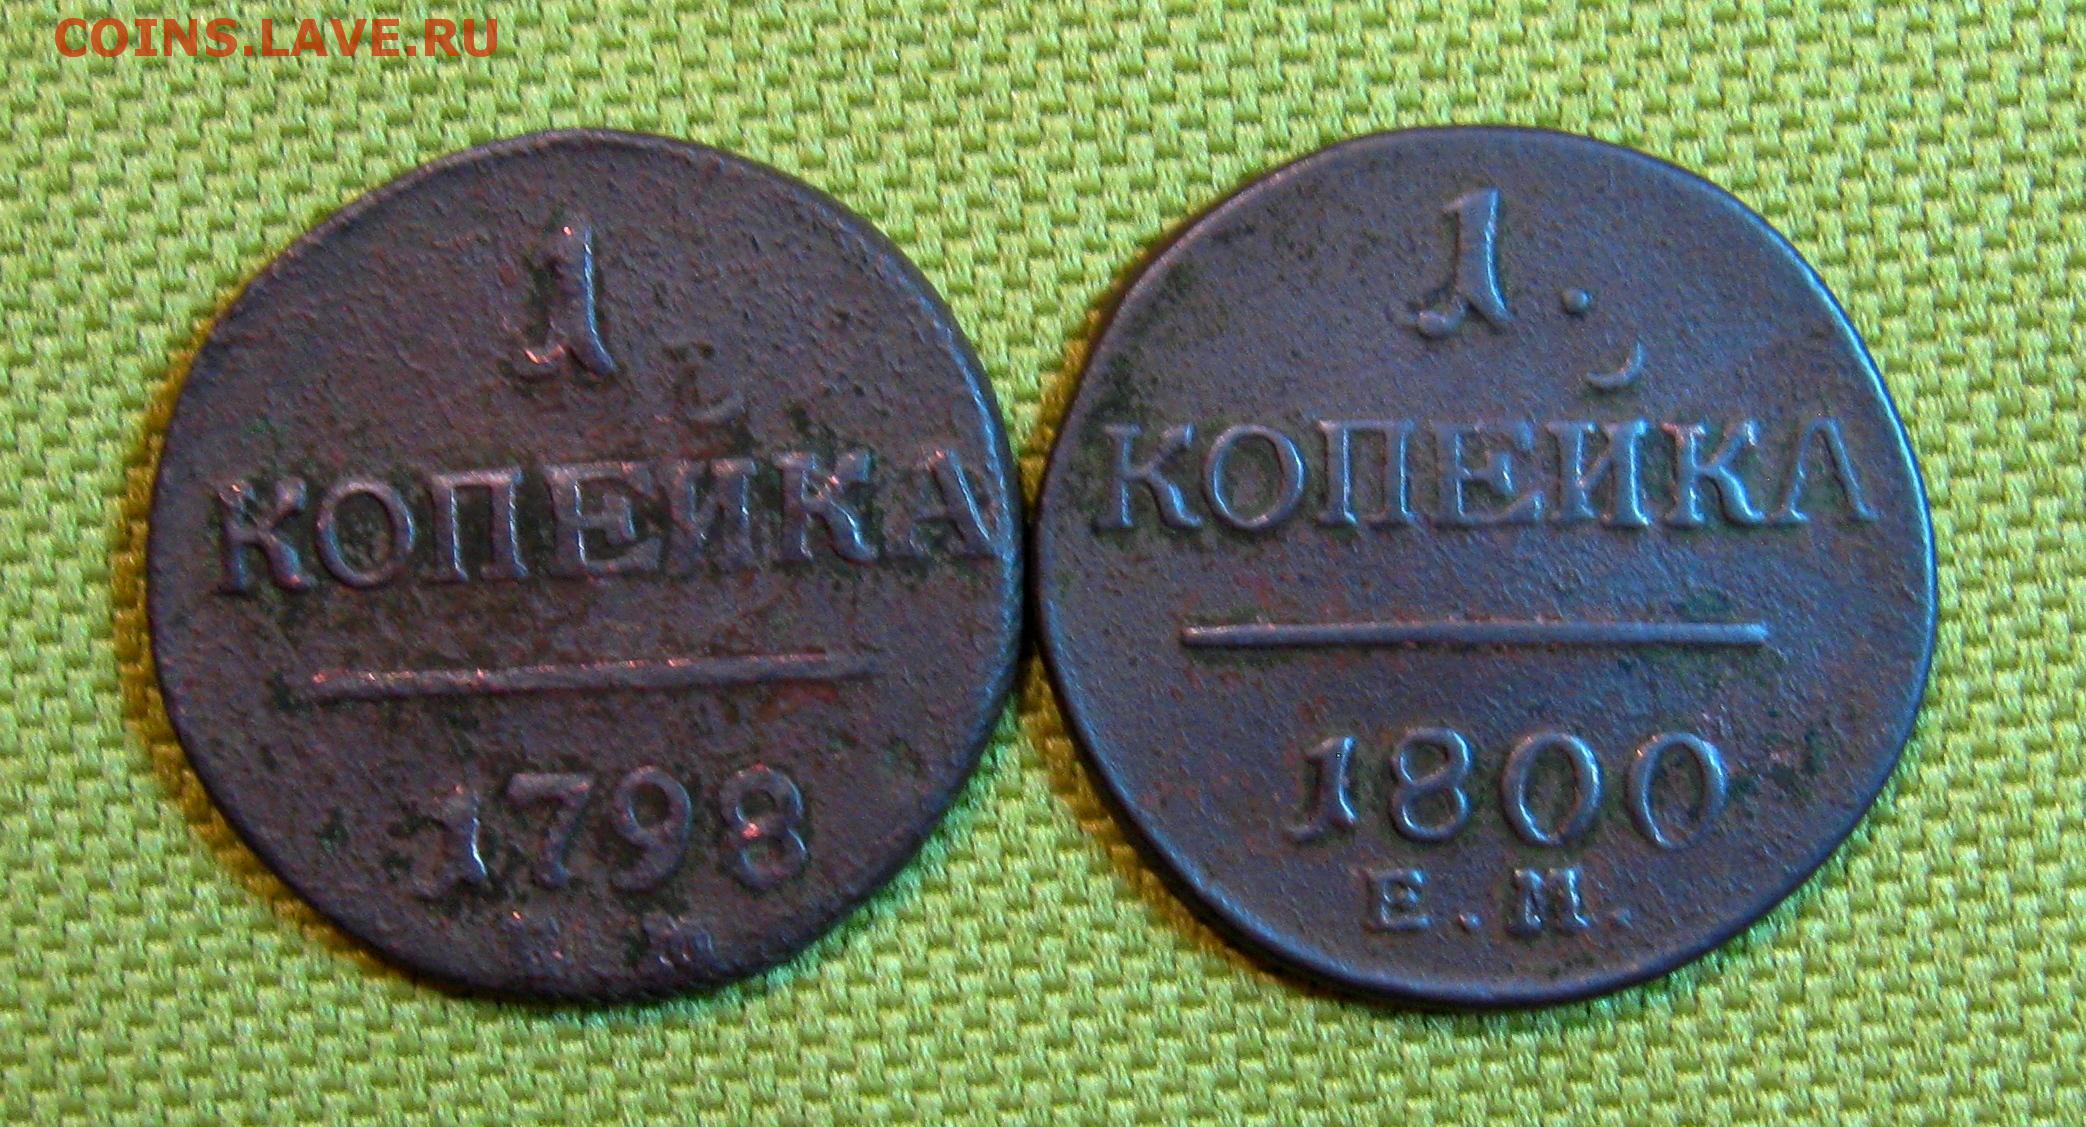 COINS.LAVE.RU
1
КОПЕЙКА
1798
1.
КОПЕЙКА
1800
Е.М.